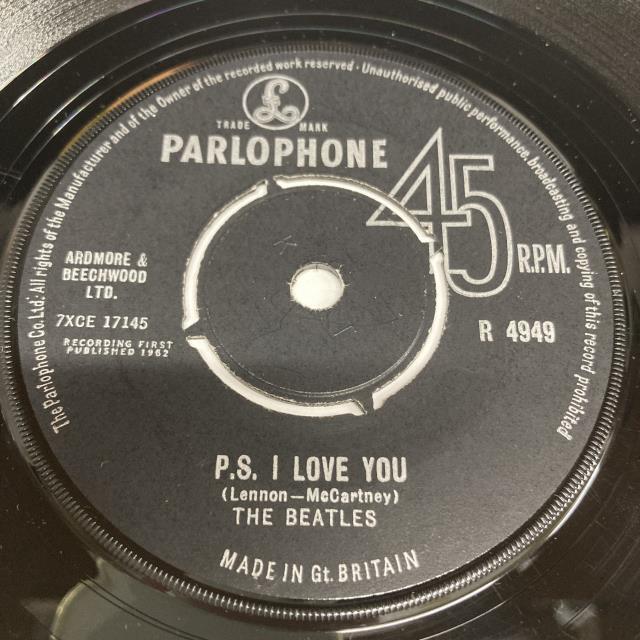 The Parlophone Co. Ltd. All rights of the Manufacturer and of the Owner of the recorded work reserved · Unauthorised public performance, broadcasting and copying of this record prohibited
£
TRADE MARK
PARLOPHONE
45
R.P.M.
ARDMORE &
BEECHWOOD
LTD.
7XCE 17145
RECORDING FIRST
PUBLISHED 1962
R 4949
P.S. I LOVE YOU
(Lennon—McCartney)
THE BEATLES
MADE IN Gt. BRITAIN